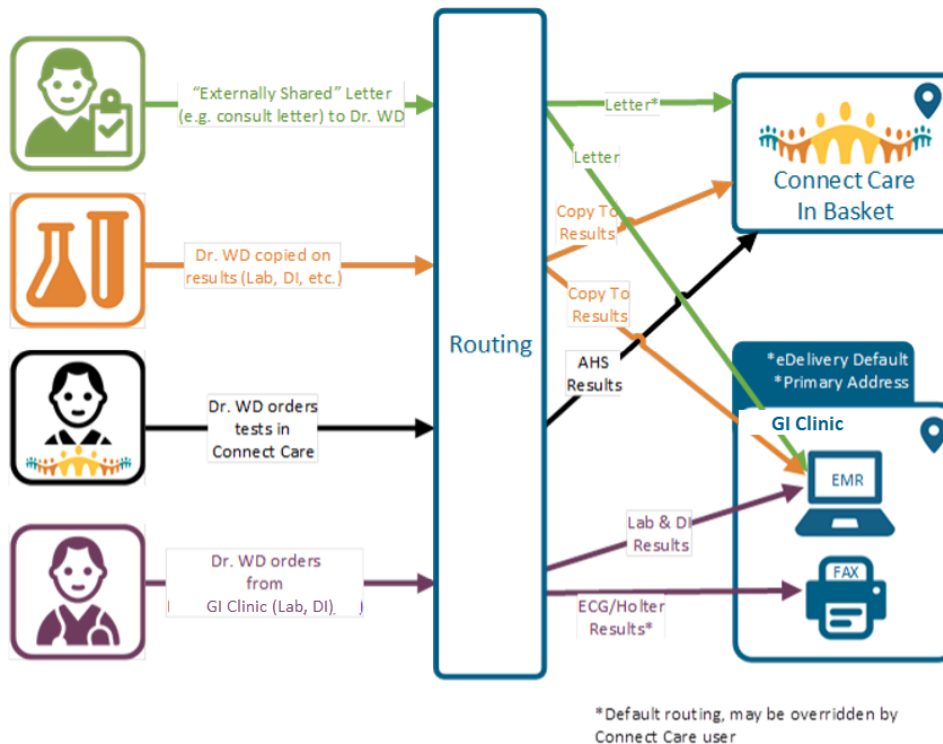 "Externally Shared" Letter
(e.g. consult letter) to Dr. WD
Dr. WD copied on
results (Lab, DI, etc.)
Dr. WD orders
tests in
Connect Care
Dr. WD orders
from
GI Clinic (Lab, DI)
Routing
Letter*
Letter
Copy To
Results
Copy To
Results
AHS
Results
Lab & DI
Results
ECG/Holter
Results*
Connect Care
In Basket
*eDelivery Default
*Primary Address
GI Clinic
EMR
FAX
*Default routing, may be overridden by
Connect Care user